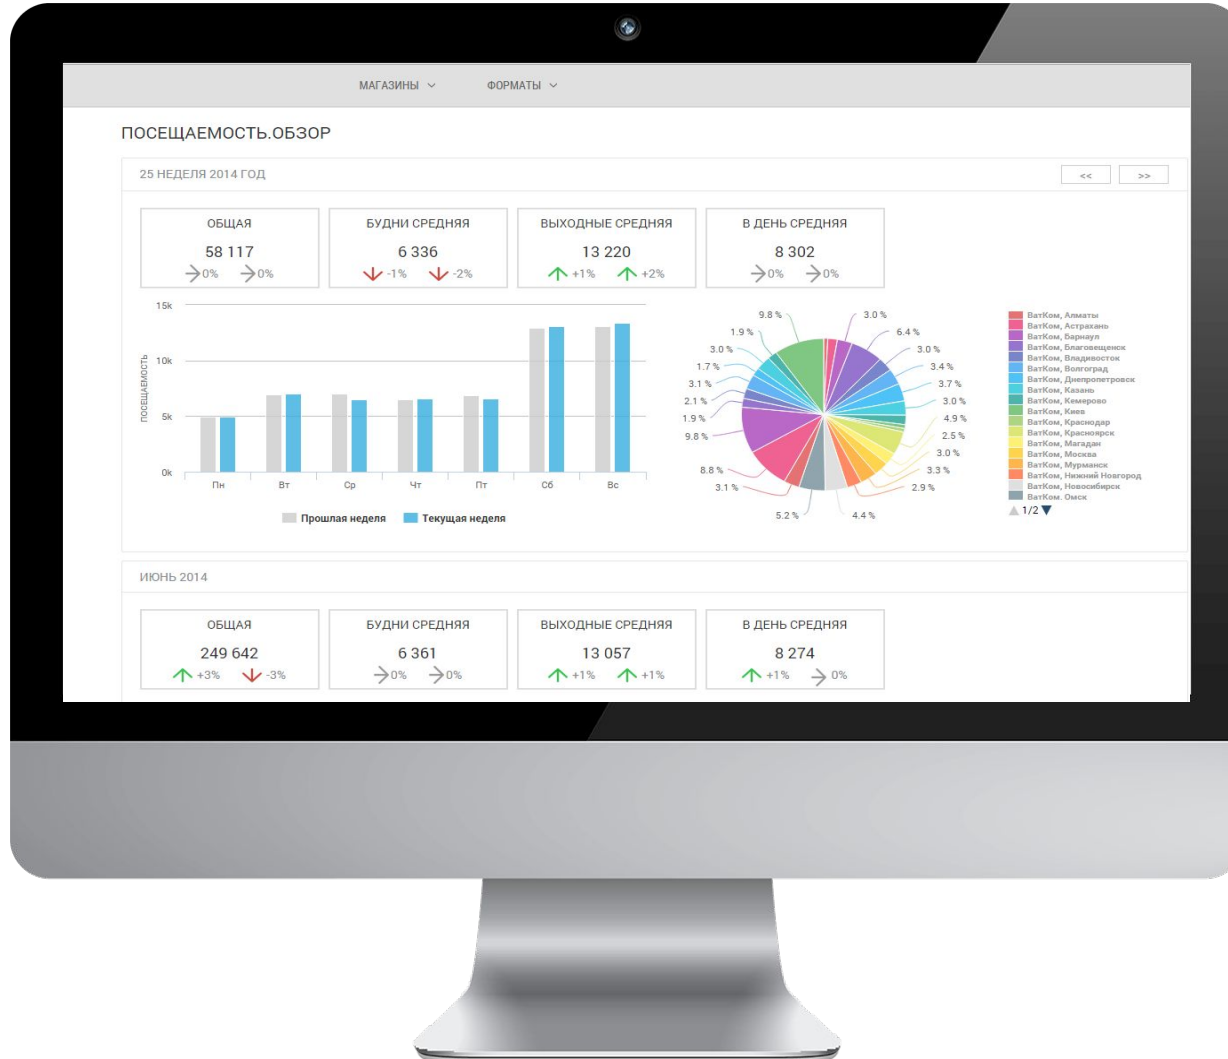 МАГАЗИНЫ ФОРМАТЫ
ПОСЕЩАЕМОСТЬ.ОБЗОР
25 НЕДЕЛЯ 2014 ГОД << >>
ОБЩАЯ БУДНИ СРЕДНЯЯ ВЫХОДНЫЕ СРЕДНЯЯ В ДЕНЬ СРЕДНЯЯ
58 117 6 336 13 220 8 302
0% 0% -1% -2% +1% +2% 0% 0%
15k
10k
5k
0k
ПОСЕЩАЕМОСТЬ
Пн Вт Ср Чт Пт Сб Вс
Прошлая неделя Текущая неделя
9.8 % 3.0 %
1.9 % 6.4 %
3.0 % 3.0 %
1.7 % 3.4 %
3.1 % 3.7 %
2.1 % 3.0 %
1.9 % 4.9 %
9.8 % 2.5 %
3.0 %
8.8 % 3.3 %
3.1 % 2.9 %
5.2 % 4.4 %
ВатКом, Алматы
ВатКом, Астрахань
ВатКом, Барнаул
ВатКом, Благовещенск
ВатКом, Владивосток
ВатКом, Волгоград
ВатКом, Днепропетровск
ВатКом, Казань
ВатКом, Кемерово
ВатКом, Киев
ВатКом, Краснодар
ВатКом, Красноярск
ВатКом, Магадан
ВатКом, Москва
ВатКом, Мурманск
ВатКом, Нижний Новгород
ВатКом, Новосибирск
ВатКом, Омск
1/2
ИЮНЬ 2014
ОБЩАЯ БУДНИ СРЕДНЯЯ ВЫХОДНЫЕ СРЕДНЯЯ В ДЕНЬ СРЕДНЯЯ
249 642 6 361 13 057 8 274
+3% -3% 0% 0% +1% +1% +1% 0%